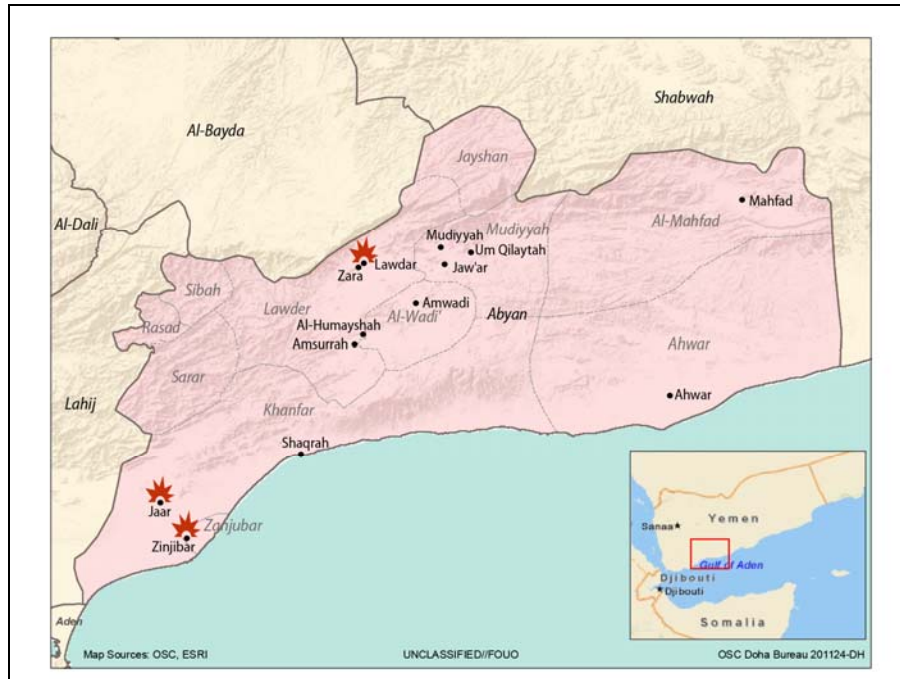 Shabwah
Al-Bayda
Jayshan
Mahfad
Al-Dali
Al-Mahfad
Mudiyyah
Mudiyyah
Um Qilaytah
Lawdar
Jaw'ar
Zara
Sibah
Lawder
Amwadi
Al-Wadi'
Abyan
Rasad
Al-Humayshah
Amsurrah
Ahwar
Sarar
Ahwar
Lahij
Khanfar
Shaqrah
Jaar
Zanjubar
Zinjibar
Sanaa
Yemen
Gulf of Aden
Djibouti
Djibouti
Somalia
Aden
Map Sources: OSC, ESRI
UNCLASSIFIED//FOUO
OSC Doha Bureau 201124-DH